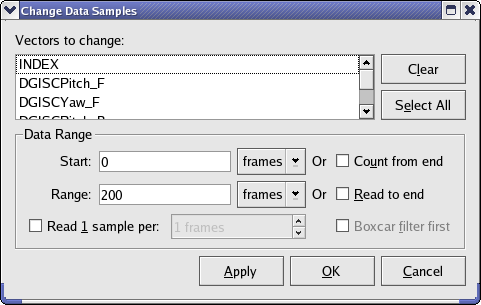 Change Data Samples
Vectors to change:
INDEX
DGISCPitch_F
DGISCYaw_F
Clear
Select All
Data Range
Start: 0 frames Or Count from end
Range: 200 frames Or Read to end
Read 1 sample per: 1 frames Boxcar filter first
Apply OK Cancel